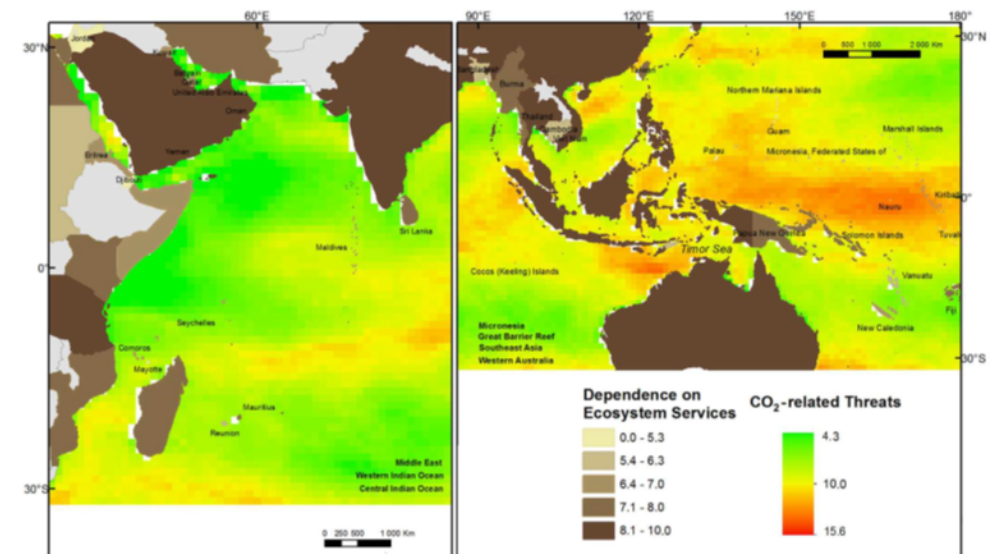 60°E
90°E
120°E
150°E
180°
30°N
30°N
Jordan
Kuwait
Bahrain
Qatar
United Arab Emirates
Oman
Yemen
Eritrea
Djibouti
Sri Lanka
Maldives
0°
Seychelles
Comoros
Mayotte
Mauritius
Reunion
Middle East
Western Indian Ocean
Central Indian Ocean
30°S
0 250 500 1 000 Km
0 500 1 000 2 000 Km
Burma
Thailand
Cambodia
Viet Nam
Taiwan
Northern Mariana Islands
Guam
Marshall Islands
Palau
Micronesia, Federated States of
Kiribati
0°
Nauru
Papua New Guinea
Solomon Islands
Tuvalu
Timor Sea
Cocos (Keeling) Islands
Vanuatu
Fiji
New Caledonia
Micronesia
Great Barrier Reef
Southeast Asia
Western Australia
30°S
Dependence on
Ecosystem Services
0.0 - 5.3
5.4 - 6.3
6.4 - 7.0
7.1 - 8.0
8.1 - 10.0
CO2-related Threats
4.3
10.0
15.6